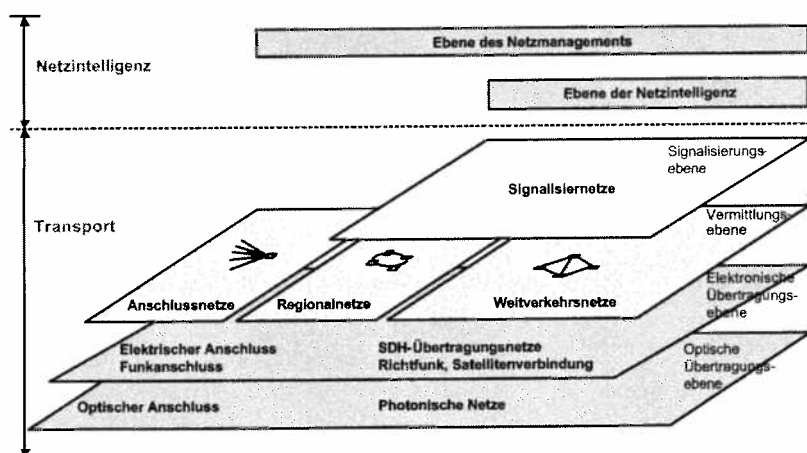 Ebene des Netzmanagements
Netzintelligenz
Ebene der Netzintelligenz
Signalisierungs-
ebene
Signalisiernetze
Transport
Vermittlungs-
ebene
Anschlussnetze
Regionalnetze
Weitverkehrsnetze
Elektronische
Übertragungs-
ebene
Elektrischer Anschluss
Funkanschluss
SDH-Übertragungsnetze
Richtfunk, Satellitenverbindung
Optische
Übertragungs-
ebene
Optischer Anschluss
Photonische Netze